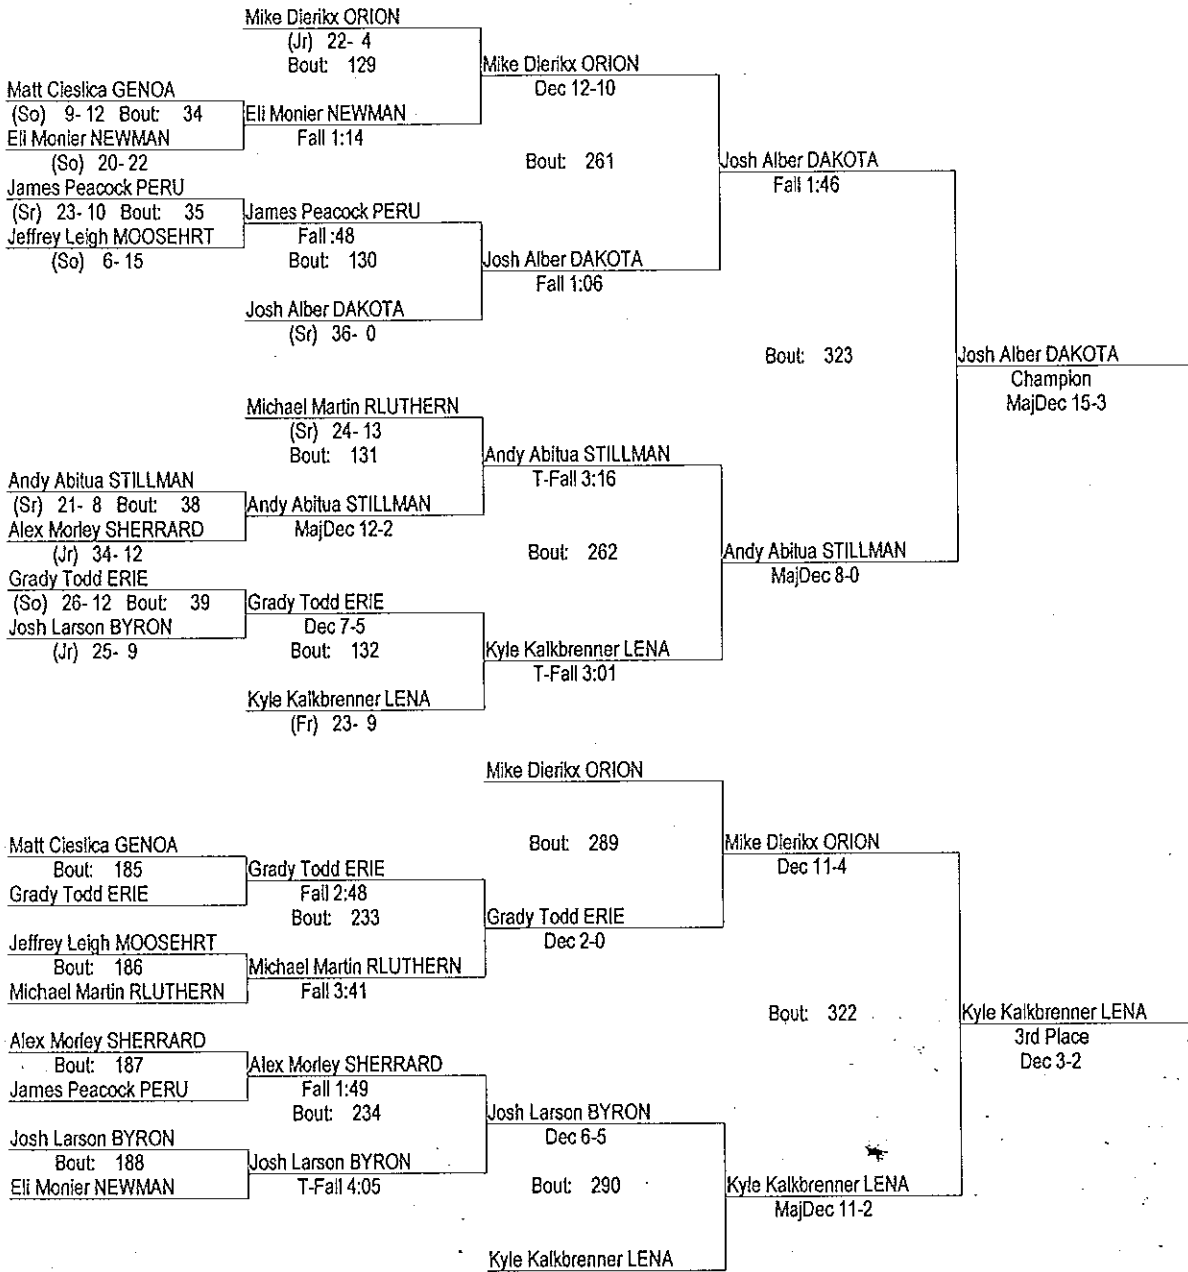 Mike Dierikx ORION
(Jr) 22- 4
Bout: 129
Mike Dierikx ORION
Dec 12-10
Matt Cieslica GENOA
(So) 9- 12 Bout: 34
Eli Monier NEWMAN
Eli Monier NEWMAN
Fall 1:14
(So) 20- 22
Bout: 261
Josh Alber DAKOTA
Fall 1:46
James Peacock PERU
(Sr) 23- 10 Bout: 35
James Peacock PERU
Jeffrey Leigh MOOSEHRT
Fall :48
(So) 6- 15
Bout: 130
Josh Alber DAKOTA
Fall 1:06
Josh Alber DAKOTA
(Sr) 36- 0
Bout: 323
Josh Alber DAKOTA
Champion
MajDec 15-3
Michael Martin RLUTHERN
(Sr) 24- 13
Bout: 131
Andy Abitua STILLMAN
T-Fall 3:16
Andy Abitua STILLMAN
(Sr) 21- 8 Bout: 38
Andy Abitua STILLMAN
Alex Morley SHERRARD
MajDec 12-2
(Jr) 34- 12
Bout: 262
Andy Abitua STILLMAN
MajDec 8-0
Grady Todd ERIE
(So) 26- 12 Bout: 39
Grady Todd ERIE
Josh Larson BYRON
Dec 7-5
(Jr) 25- 9
Bout: 132
Kyle Kalkbrenner LENA
T-Fall 3:01
Kyle Kalkbrenner LENA
(Fr) 23- 9
Mike Dierikx ORION
Bout: 289
Mike Dierikx ORION
Dec 11-4
Matt Cieslica GENOA
Bout: 185
Grady Todd ERIE
Grady Todd ERIE
Fall 2:48
Bout: 233
Grady Todd ERIE
Dec 2-0
Jeffrey Leigh MOOSEHRT
Bout: 186
Michael Martin RLUTHERN
Michael Martin RLUTHERN
Fall 3:41
Bout: 322
Kyle Kalkbrenner LENA
3rd Place
Dec 3-2
Alex Morley SHERRARD
Bout: 187
Alex Morley SHERRARD
James Peacock PERU
Fall 1:49
Bout: 234
Josh Larson BYRON
Dec 6-5
Josh Larson BYRON
Bout: 188
Josh Larson BYRON
Eli Monier NEWMAN
T-Fall 4:05
Bout: 290
Kyle Kalkbrenner LENA
MajDec 11-2
Kyle Kalkbrenner LENA